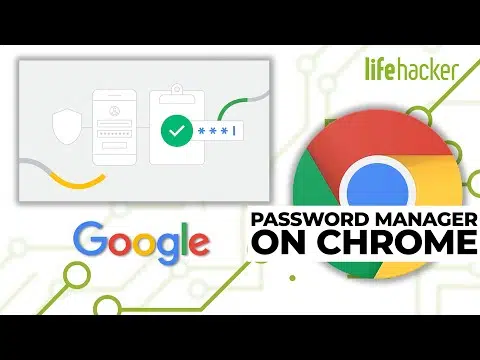 lifehacker
***|
Google
PASSWORD MANAGER
ON CHROME